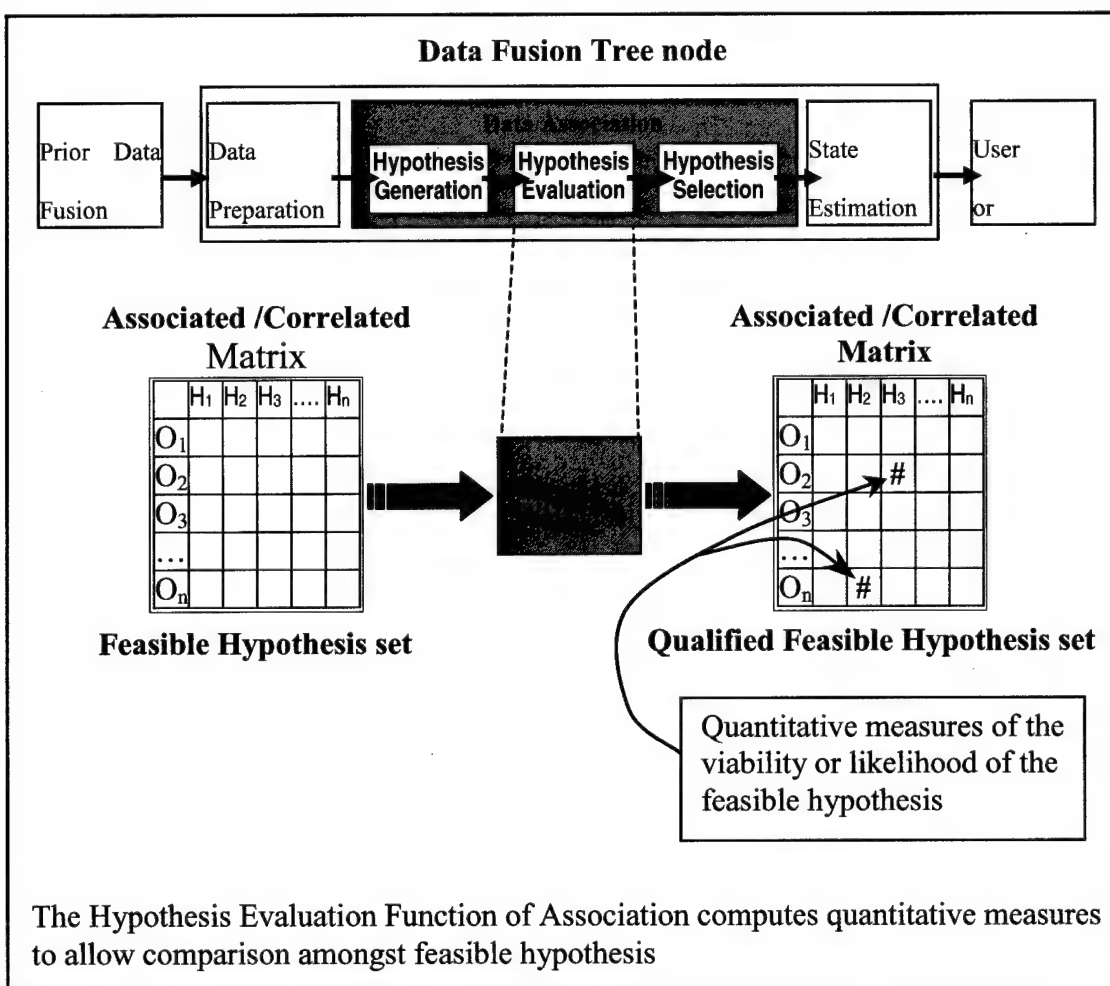 Data Fusion Tree node
Data Association
Prior Data
Fusion
Data
Preparation
Hypothesis
Generation
Hypothesis
Evaluation
Hypothesis
Selection
State
Estimation
User
or
Associated /Correlated
Matrix
H₁ H₂ H₃ .... Hₙ
O₁
O₂
O₃
...
Oₙ
Feasible Hypothesis set
Associated /Correlated
Matrix
H₁ H₂ H₃ .... Hₙ
O₁
O₂ #
O₃
...
Oₙ #
Qualified Feasible Hypothesis set
Quantitative measures of the
viability or likelihood of the
feasible hypothesis
The Hypothesis Evaluation Function of Association computes quantitative measures
to allow comparison amongst feasible hypothesis